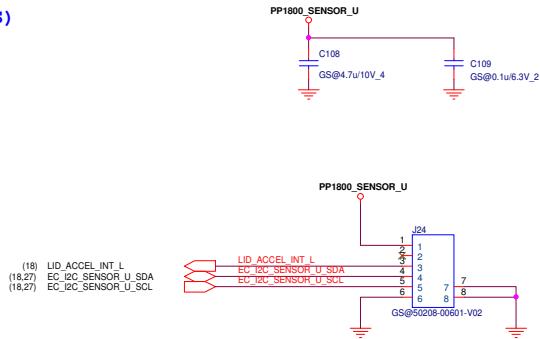 PP1800_SENSOR_U
C108
GS@4.7u/10V_4
C109
GS@0.1u/6.3V_2
PP1800_SENSOR_U
J24
1 1
2 2
(18) LID_ACCEL_INT_L LID_ACCEL_INT_L 3 3
(18,27) EC_I2C_SENSOR_U_SDA EC_I2C_SENSOR_U_SDA 4 4
(18,27) EC_I2C_SENSOR_U_SCL EC_I2C_SENSOR_U_SCL 5 5 7 7
6 6 8 8
GS@50208-00601-V02